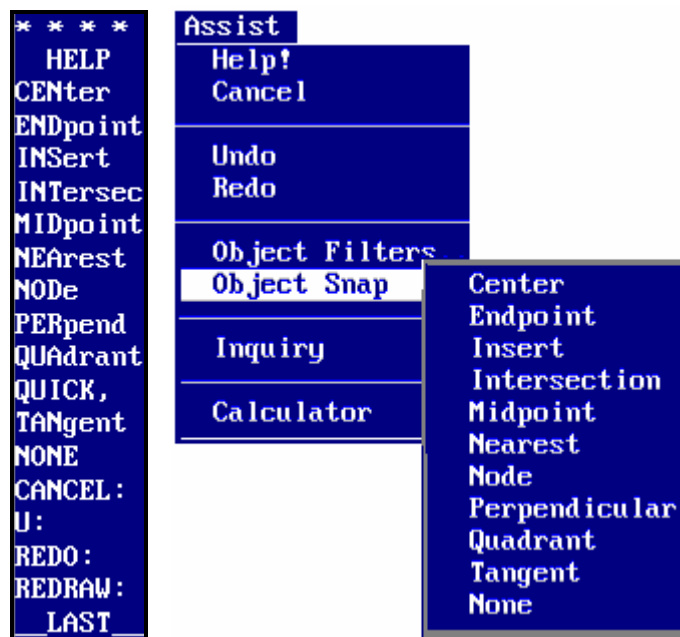 * * * *
HELP
CENter
ENDpoint
INSert
INTersec
MIDpoint
NEArest
NODe
PERpend
QUAdrant
QUICK,
TANgent
NONE
CANCEL:
U:
REDO:
REDRAW:
__LAST__
Assist
Help!
Cancel
Undo
Redo
Object Filters..
Object Snap
Inquiry
Calculator
Center
Endpoint
Insert
Intersection
Midpoint
Nearest
Node
Perpendicular
Quadrant
Tangent
None